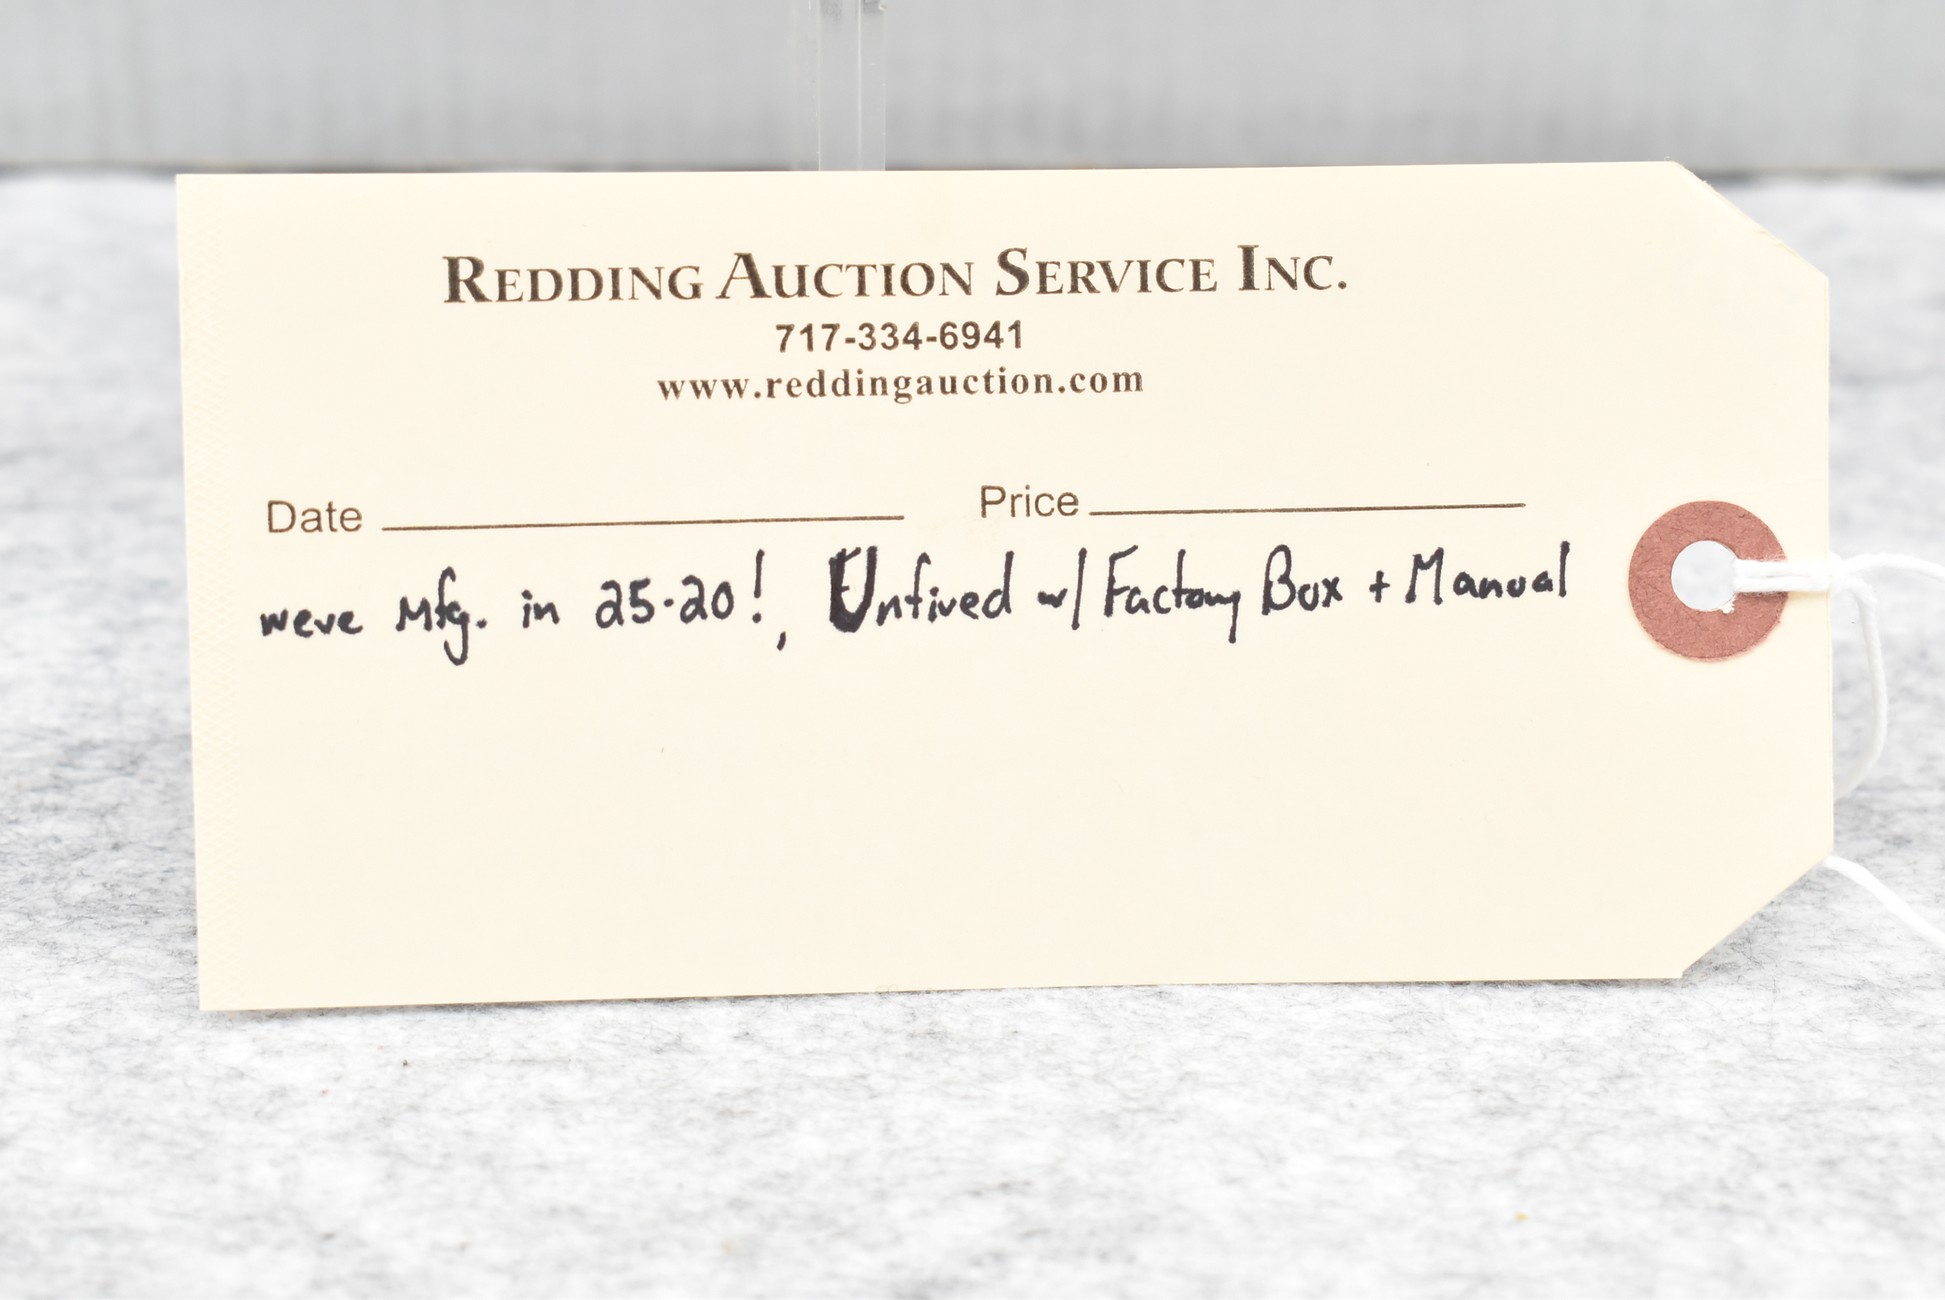 REDDING AUCTION SERVICE INC.
717-334-6941
www.reddingauction.com
Date Price
were Mfg. in 25-20!, Unfired w/ Factory Box + Manual